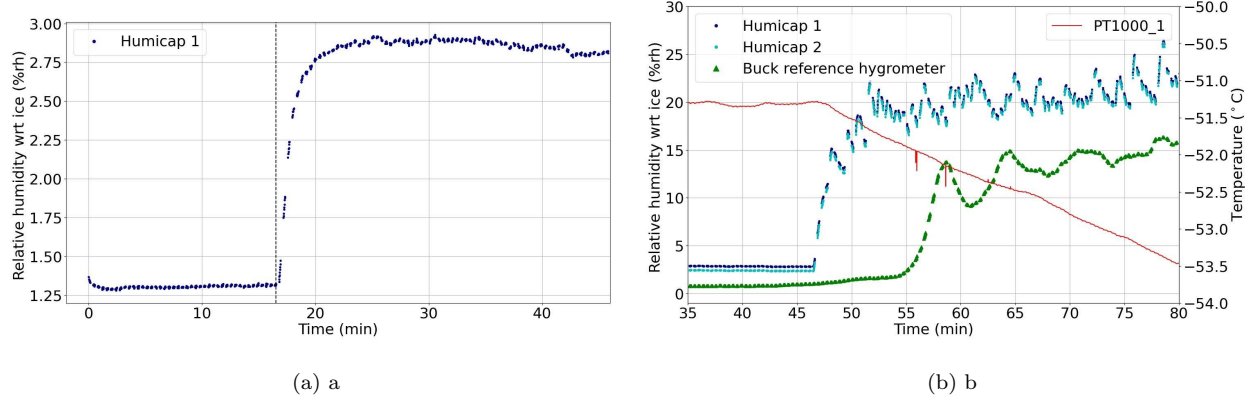 3.00
2.75
2.50
2.25
2.00
1.75
1.50
1.25
Relative humidity wrt ice (%rh)
Humicap 1
0 10 20 30 40
Time (min)
(a) a
30
25
20
15
10
5
0
Relative humidity wrt ice (%rh)
Humicap 1
Humicap 2
Buck reference hygrometer
PT1000_1
−50.0
−50.5
−51.0
−51.5
−52.0
−52.5
−53.0
−53.5
−54.0
Temperature (°C)
35 40 45 50 55 60 65 70 75 80
Time (min)
(b) b